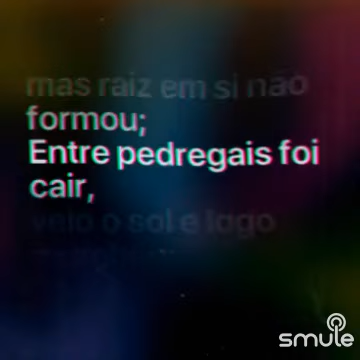 mas raiz em si não
formou;
Entre pedregais foi
cair,
veio o sol e logo
smule